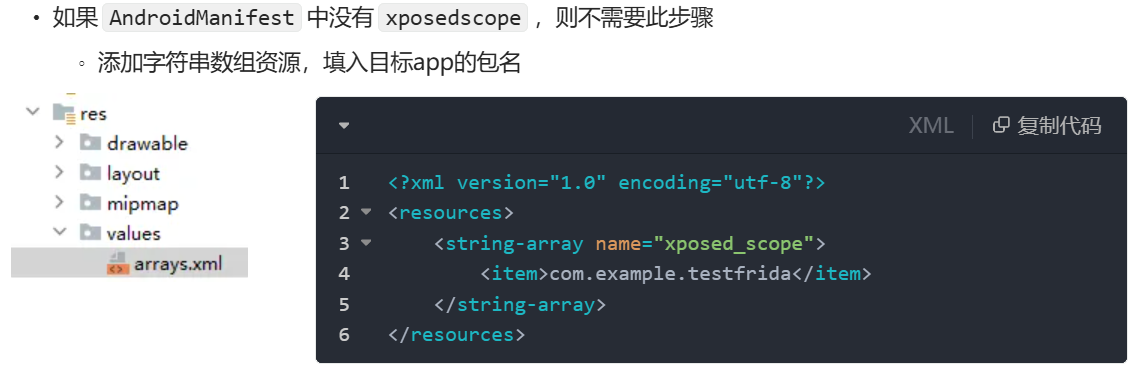 • 如果 AndroidManifest 中没有 xposedscope ，则不需要此步骤
◦ 添加字符串数组资源，填入目标app的包名
res
drawable
layout
mipmap
values
arrays.xml
XML 复制代码
1 <?xml version="1.0" encoding="utf-8"?>
2 <resources>
3 <string-array name="xposed_scope">
4 <item>com.example.testfrida</item>
5 </string-array>
6 </resources>